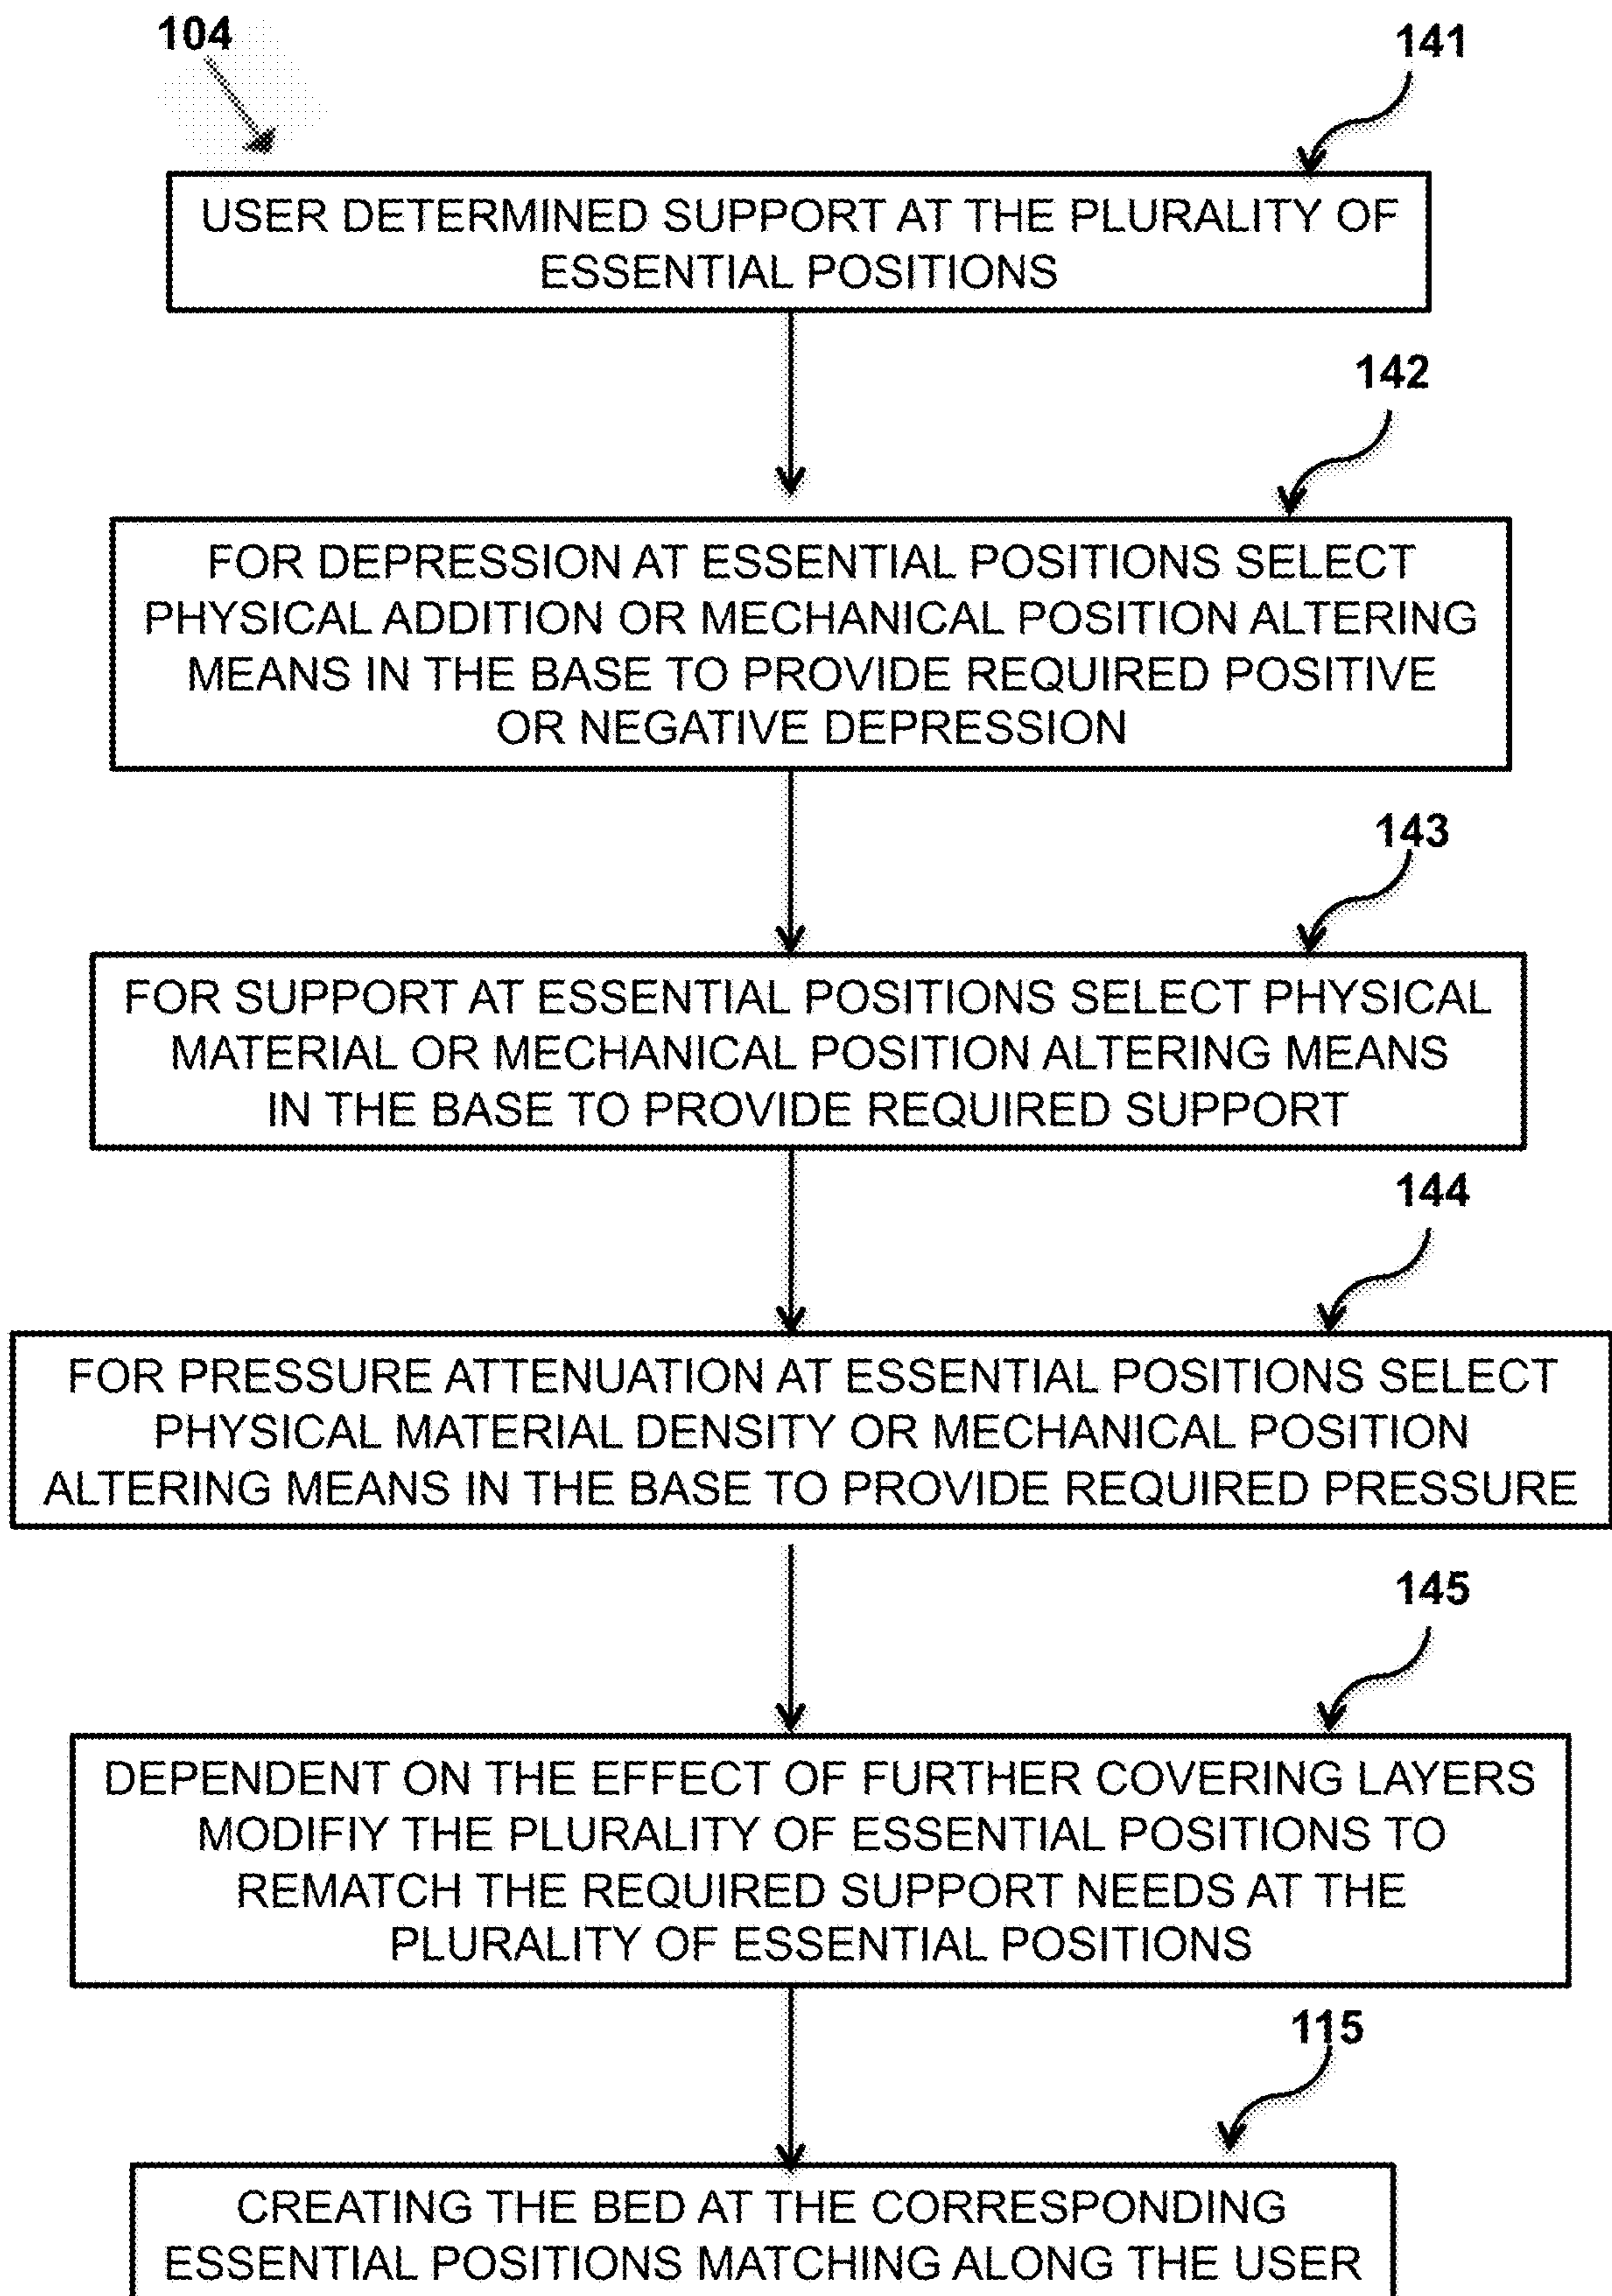 104
141
USER DETERMINED SUPPORT AT THE PLURALITY OF
ESSENTIAL POSITIONS
142
FOR DEPRESSION AT ESSENTIAL POSITIONS SELECT
PHYSICAL ADDITION OR MECHANICAL POSITION ALTERING
MEANS IN THE BASE TO PROVIDE REQUIRED POSITIVE
OR NEGATIVE DEPRESSION
143
FOR SUPPORT AT ESSENTIAL POSITIONS SELECT PHYSICAL
MATERIAL OR MECHANICAL POSITION ALTERING MEANS
IN THE BASE TO PROVIDE REQUIRED SUPPORT
144
FOR PRESSURE ATTENUATION AT ESSENTIAL POSITIONS SELECT
PHYSICAL MATERIAL DENSITY OR MECHANICAL POSITION
ALTERING MEANS IN THE BASE TO PROVIDE REQUIRED PRESSURE
145
DEPENDENT ON THE EFFECT OF FURTHER COVERING LAYERS
MODIFIY THE PLURALITY OF ESSENTIAL POSITIONS TO
REMATCH THE REQUIRED SUPPORT NEEDS AT THE
PLURALITY OF ESSENTIAL POSITIONS
115
CREATING THE BED AT THE CORRESPONDING
ESSENTIAL POSITIONS MATCHING ALONG THE USER